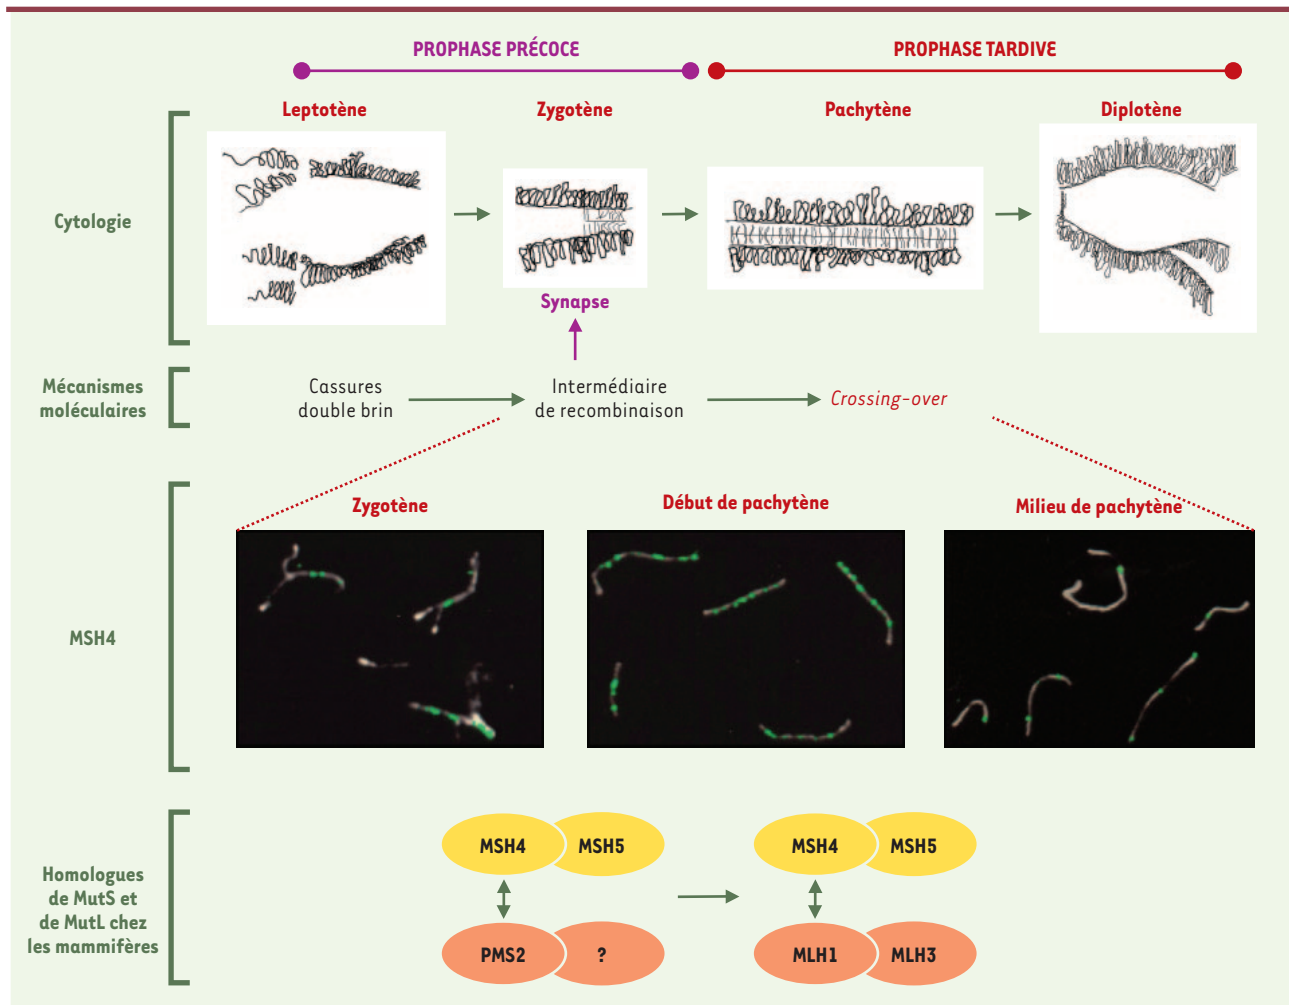 PROPHASE PRÉCOCE
PROPHASE TARDIVE
Leptotène
Zygotène
Pachytène
Diplotène
Cytologie
Synapse
Mécanismes
moléculaires
Cassures
double brin
Intermédiaire
de recombinaison
Crossing-over
Zygotène
Début de pachytène
Milieu de pachytène
MSH4
Homologues
de MutS et
de MutL chez
les mammifères
MSH4
MSH5
MSH4
MSH5
PMS2
?
MLH1
MLH3